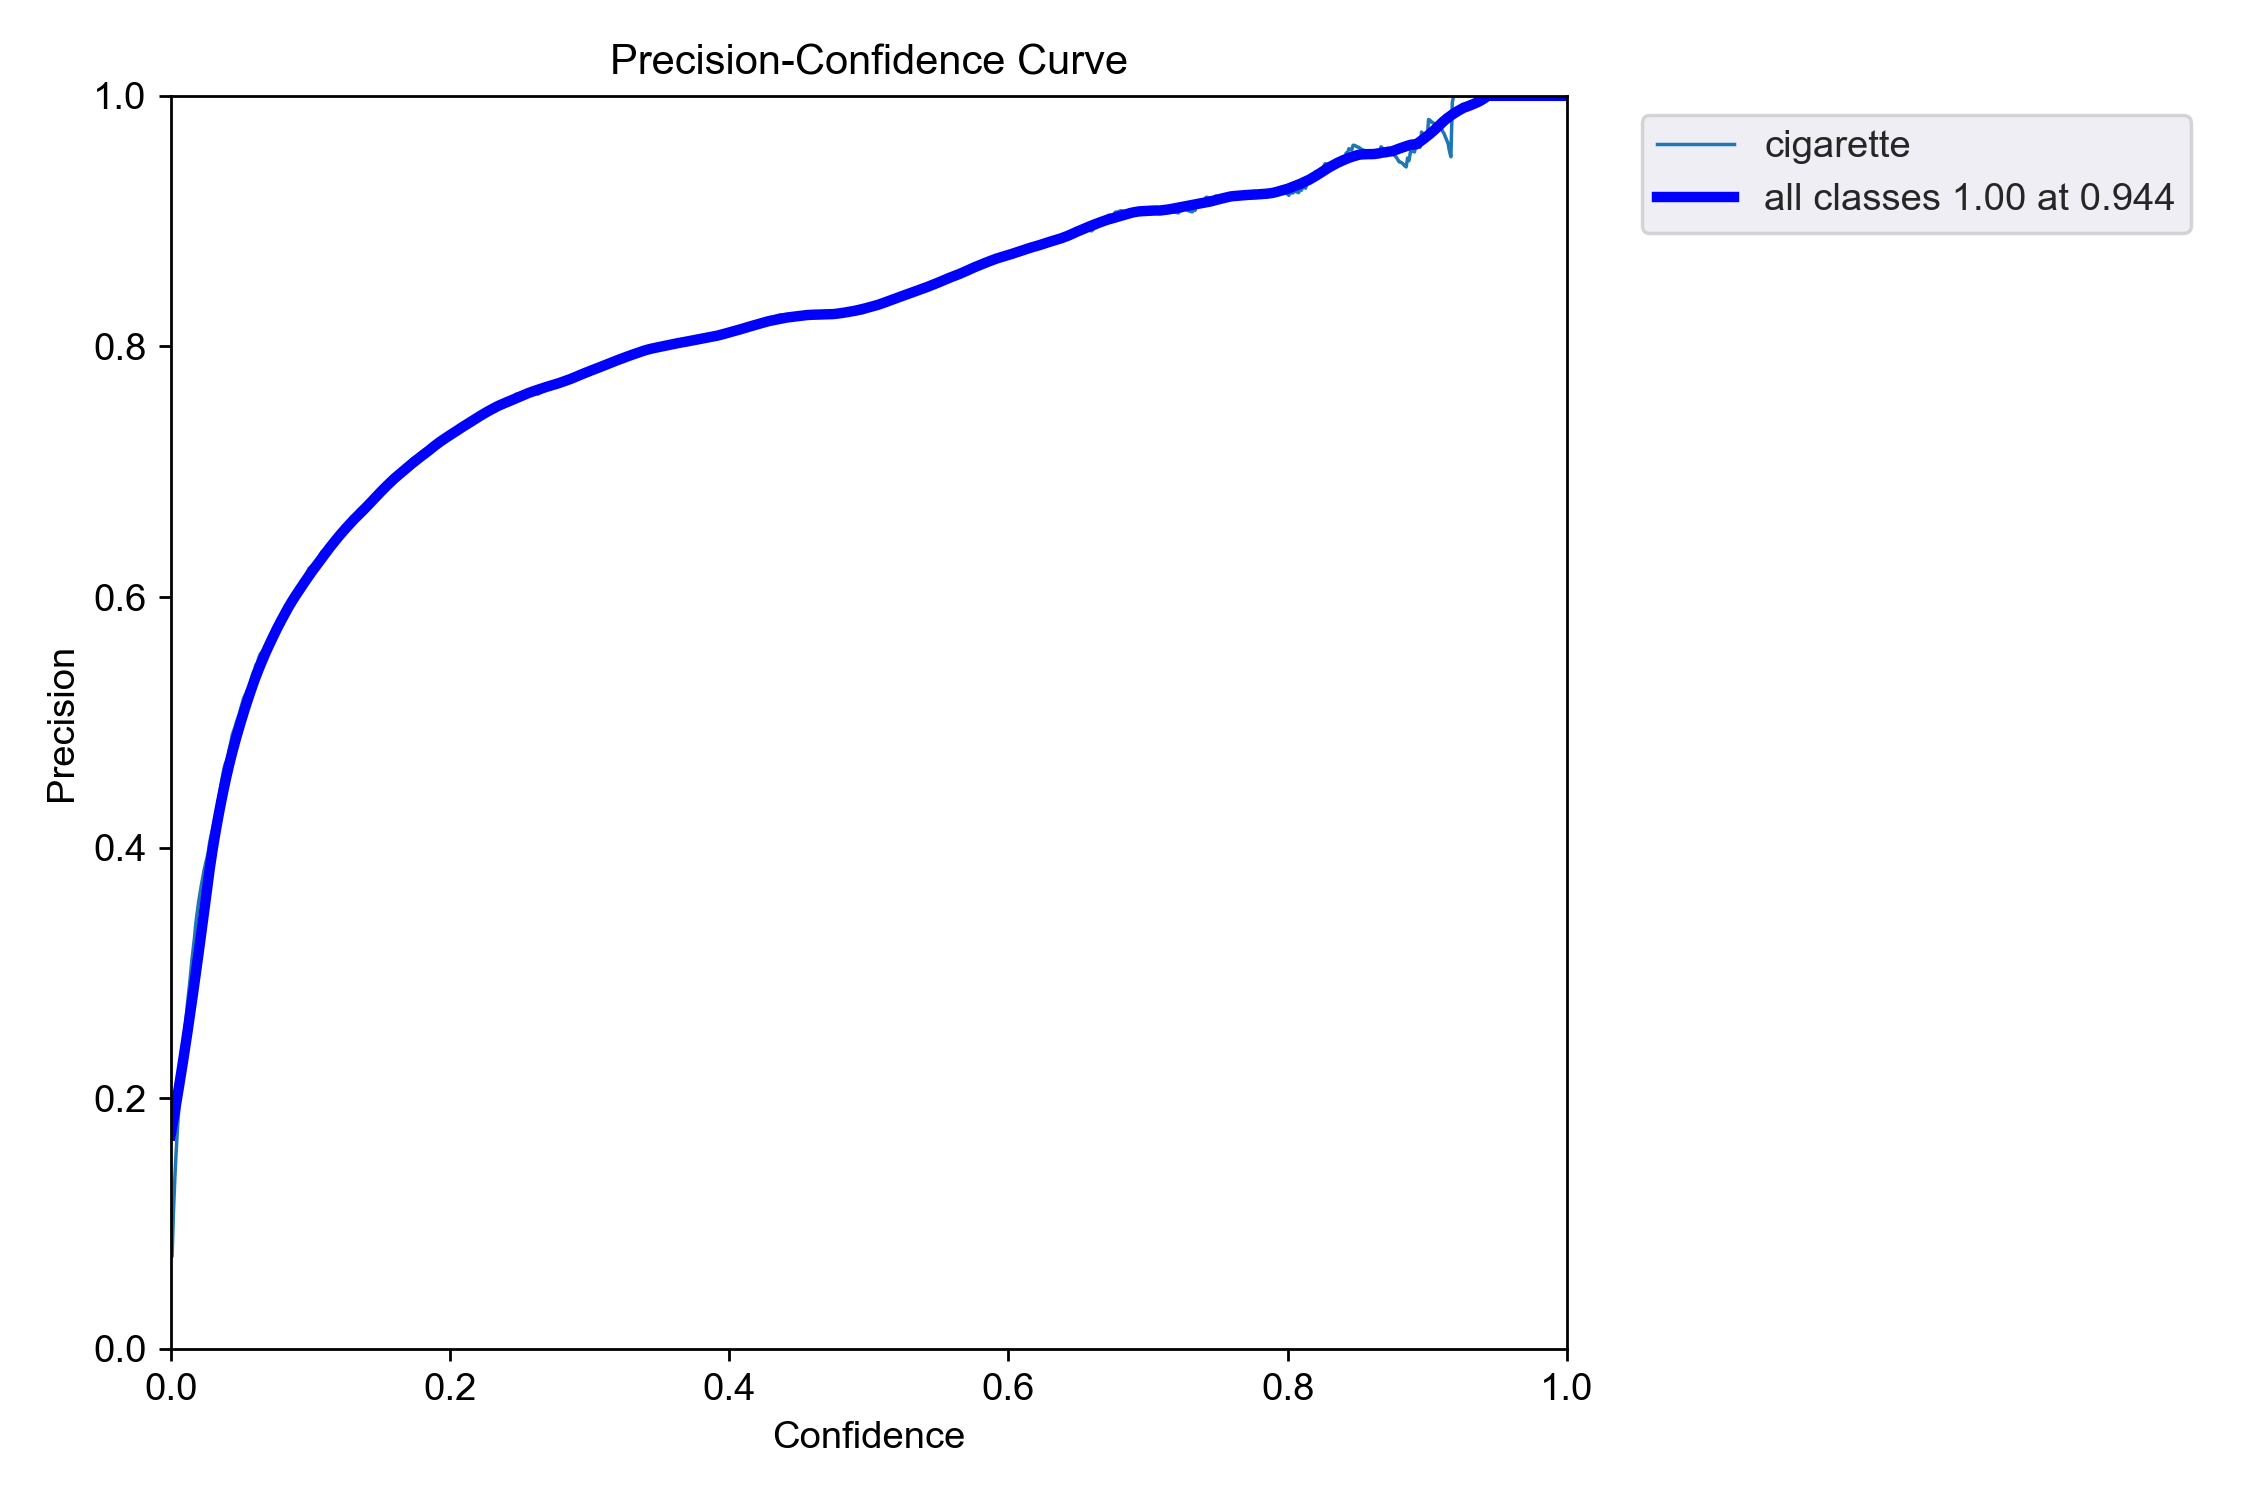 Precision-Confidence Curve
1.0
0.8
0.6
0.4
0.2
0.0
Precision
0.0 0.2 0.4 0.6 0.8 1.0
Confidence
cigarette
all classes 1.00 at 0.944